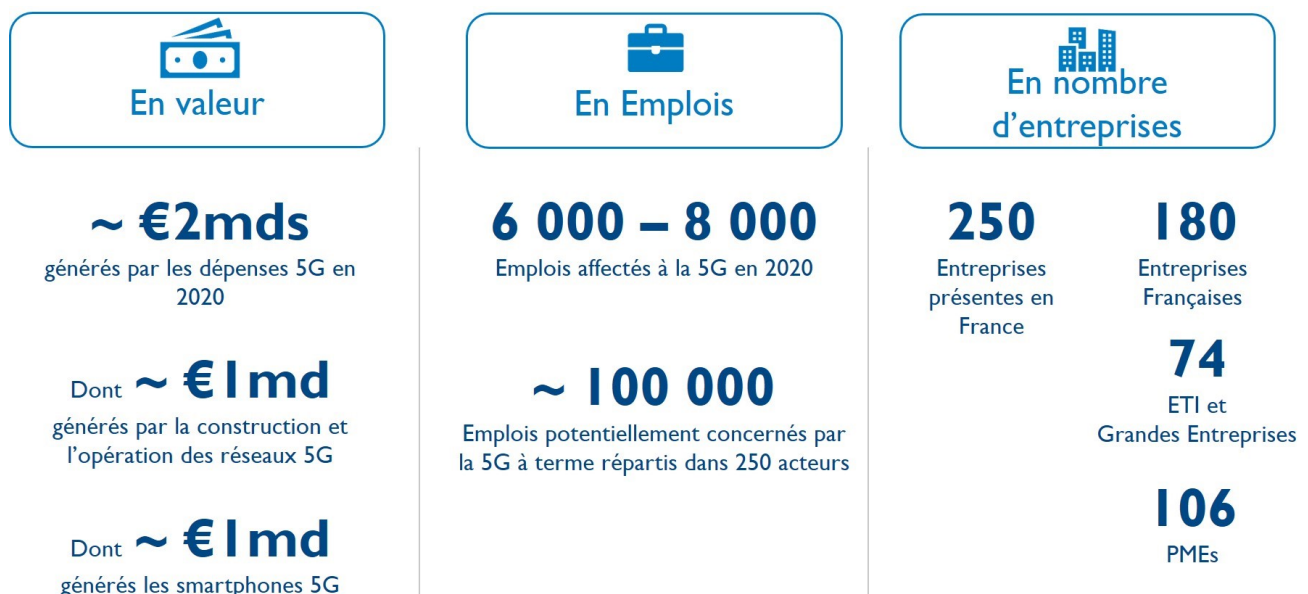 En valeur
~ €2mds
générés par les dépenses 5G en
2020
Dont ~ €1md
générés par la construction et
l’opération des réseaux 5G
Dont ~ €1md
générés les smartphones 5G
En Emplois
6 000 – 8 000
Emplois affectés à la 5G en 2020
~ 100 000
Emplois potentiellement concernés par
la 5G à terme répartis dans 250 acteurs
En nombre
d’entreprises
250
Entreprises
présentes en
France
180
Entreprises
Françaises
74
ETI et
Grandes Entreprises
106
PMEs